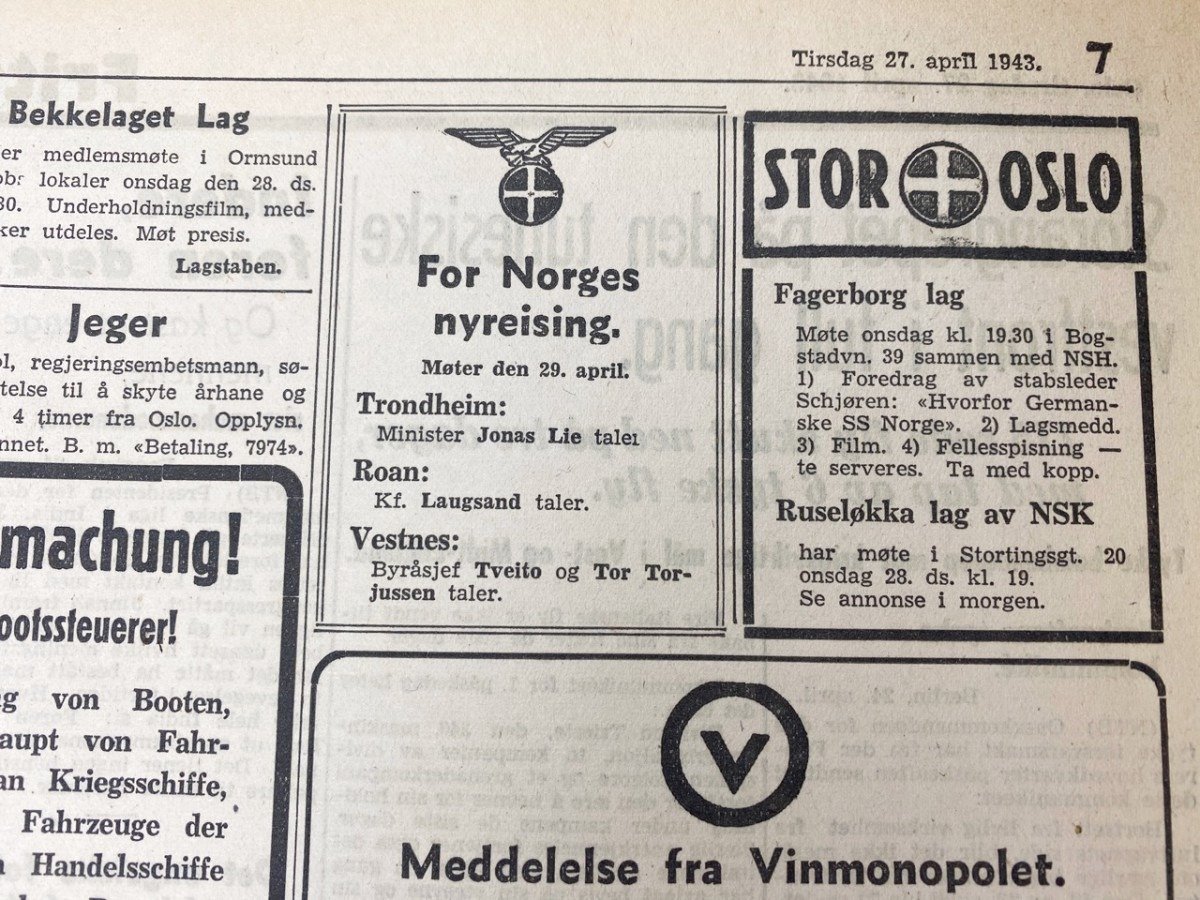 Tirsdag 27. april 1943. 7
Bekkelaget Lag
er medlemsmøte i Ormsund
lokaler onsdag den 28. ds.
30. Underholdningsfilm, med-
ker utdeles. Møt presis.
Lagstaben.
Jeger
ol, regjeringsembetsmann, sø-
telse til å skyte århane og
4 timer fra Oslo. Opplysn.
nnet. B. m. «Betaling, 7974».
machung!
ootssteuerer!
g von Booten,
aupt von Fahr-
an Kriegsschiffe,
Fahrzeuge der
Handelsschiffe
For Norges
nyreising.
Møter den 29. april.
Trondheim:
Minister Jonas Lie taler
Roan:
Kf. Laugsand taler.
Vestnes:
Byråsjef Tveito og Tor Tor-
jussen taler.
STOR OSLO
Fagerborg lag
Møte onsdag kl. 19.30 i Bog-
stadvn. 39 sammen med NSH.
1) Foredrag av stabsleder
Schjøren: «Hvorfor German-
ske SS Norge». 2) Lagsmedd.
3) Film. 4) Fellesspisning —
te serveres. Ta med kopp.
Ruseløkka lag av NSK
har møte i Stortingsgt. 20
onsdag 28. ds. kl. 19.
Se annonse i morgen.
V
Meddelelse fra Vinmonopolet.